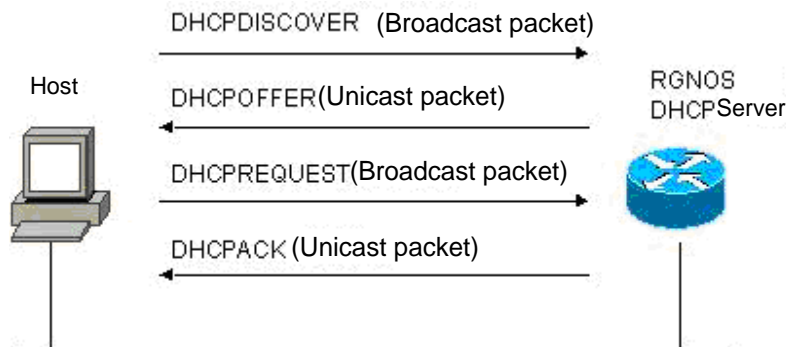 DHCPDISCOVER (Broadcast packet)
Host
DHCPOFFER(Unicast packet)
RGNOS
DHCPServer
DHCPREQUEST(Broadcast packet)
DHCPACK (Unicast packet)